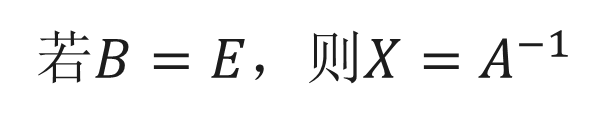 若B = E，则X = A⁻¹